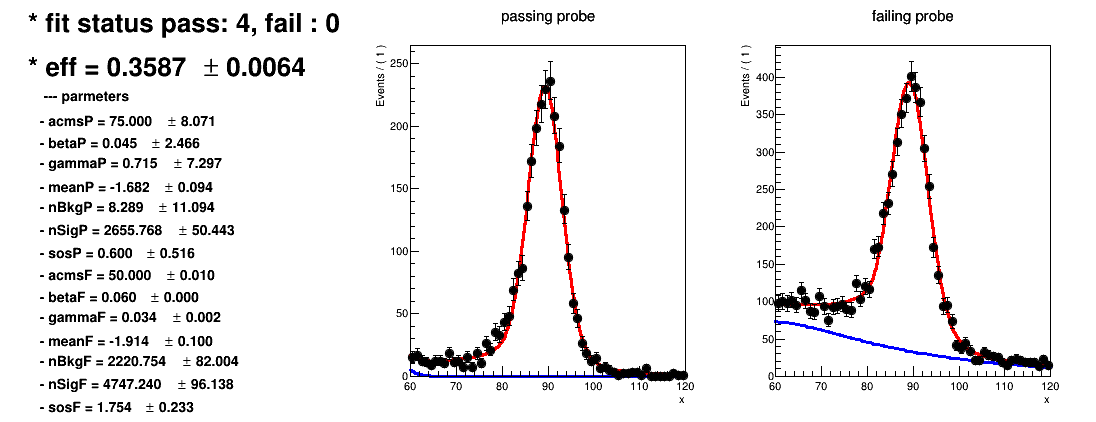 * fit status pass: 4, fail : 0
* eff = 0.3587 ± 0.0064
--- parmeters
- acmsP = 75.000 ± 8.071
- betaP = 0.045 ± 2.466
- gammaP = 0.715 ± 7.297
- meanP = -1.682 ± 0.094
- nBkgP = 8.289 ± 11.094
- nSigP = 2655.768 ± 50.443
- sosP = 0.600 ± 0.516
- acmsF = 50.000 ± 0.010
- betaF = 0.060 ± 0.000
- gammaF = 0.034 ± 0.002
- meanF = -1.914 ± 0.100
- nBkgF = 2220.754 ± 82.004
- nSigF = 4747.240 ± 96.138
- sosF = 1.754 ± 0.233
passing probe
Events / ( 1 )
250
200
150
100
50
0
60 70 80 90 100 110 120
x
failing probe
Events / ( 1 )
400
350
300
250
200
150
100
50
0
60 70 80 90 100 110 120
x